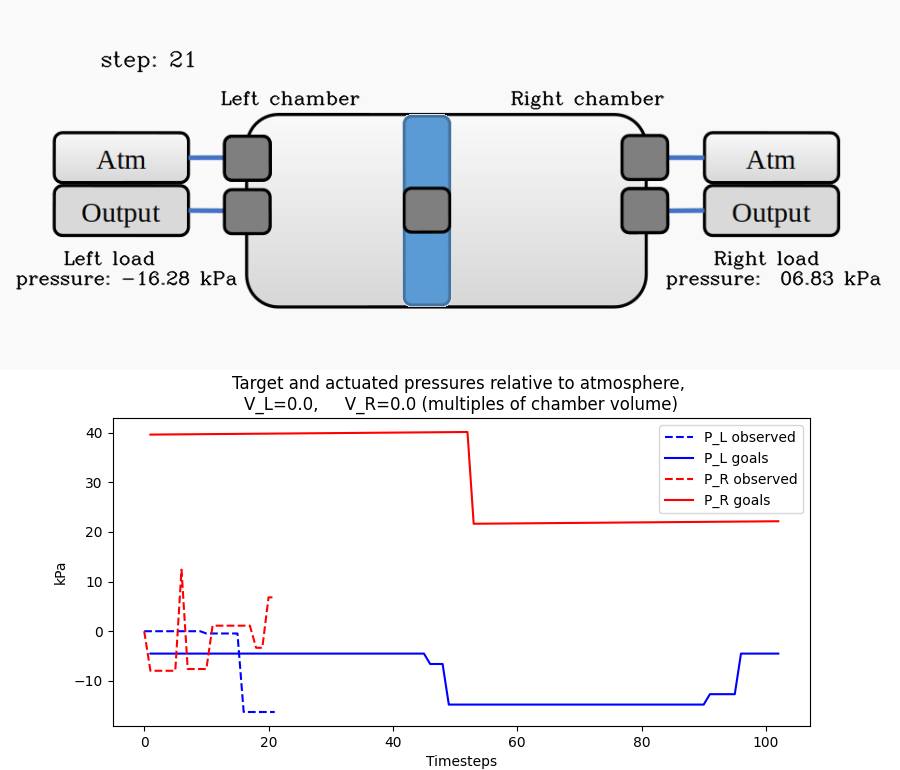 step: 21
Left chamber
Right chamber
Atm
Atm
Output
Output
Left load
pressure: -16.28 kPa
Right load
pressure:  06.83 kPa
Target and actuated pressures relative to atmosphere,
V_L=0.0,     V_R=0.0 (multiples of chamber volume)
P_L observed
P_L goals
P_R observed
P_R goals
40
30
20
10
0
−10
kPa
0
20
40
60
80
100
Timesteps